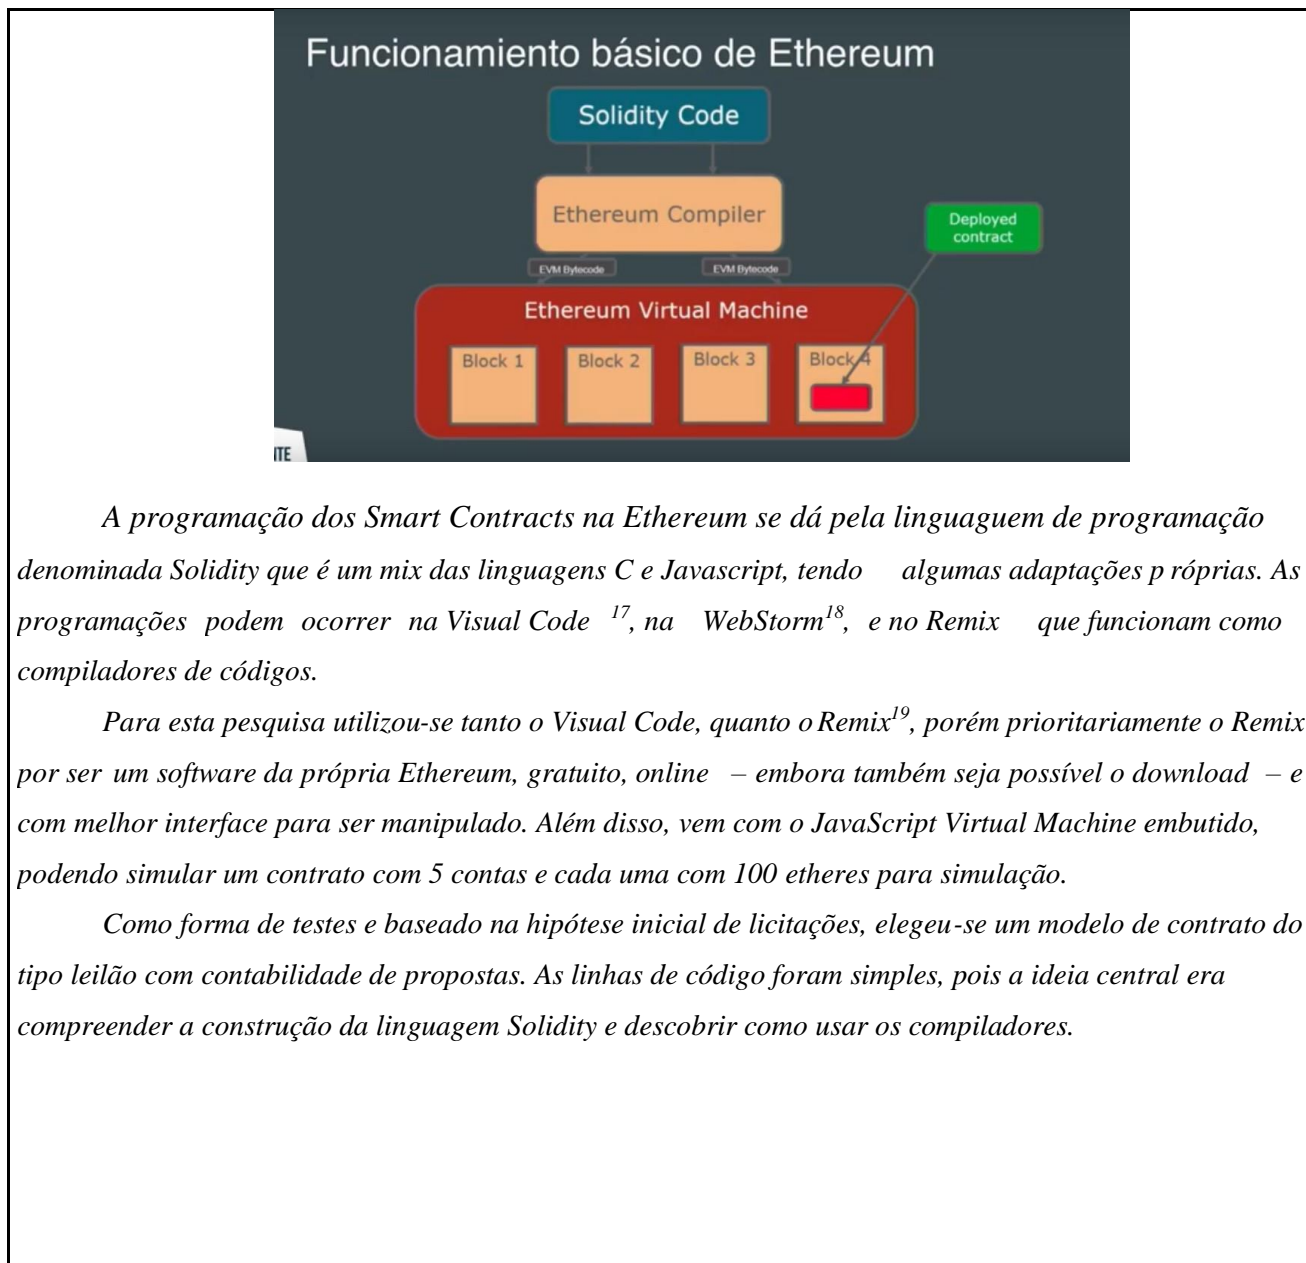 Funcionamiento básico de Ethereum
Solidity Code
Ethereum Compiler
Deployed
contract
EVM Bytecode
EVM Bytecode
Ethereum Virtual Machine
Block 1
Block 2
Block 3
Block 4
NTE
A programação dos Smart Contracts na Ethereum se dá pela linguaguem de programação
denominada Solidity que é um mix das linguagens C e Javascript, tendo algumas adaptações p róprias. As
programações podem ocorrer na Visual Code 17, na WebStorm18, e no Remix que funcionam como
compiladores de códigos.
Para esta pesquisa utilizou-se tanto o Visual Code, quanto o Remix19, porém prioritariamente o Remix
por ser um software da própria Ethereum, gratuito, online – embora também seja possível o download – e
com melhor interface para ser manipulado. Além disso, vem com o JavaScript Virtual Machine embutido,
podendo simular um contrato com 5 contas e cada uma com 100 etheres para simulação.
Como forma de testes e baseado na hipótese inicial de licitações, elegeu-se um modelo de contrato do
tipo leilão com contabilidade de propostas. As linhas de código foram simples, pois a ideia central era
compreender a construção da linguagem Solidity e descobrir como usar os compiladores.